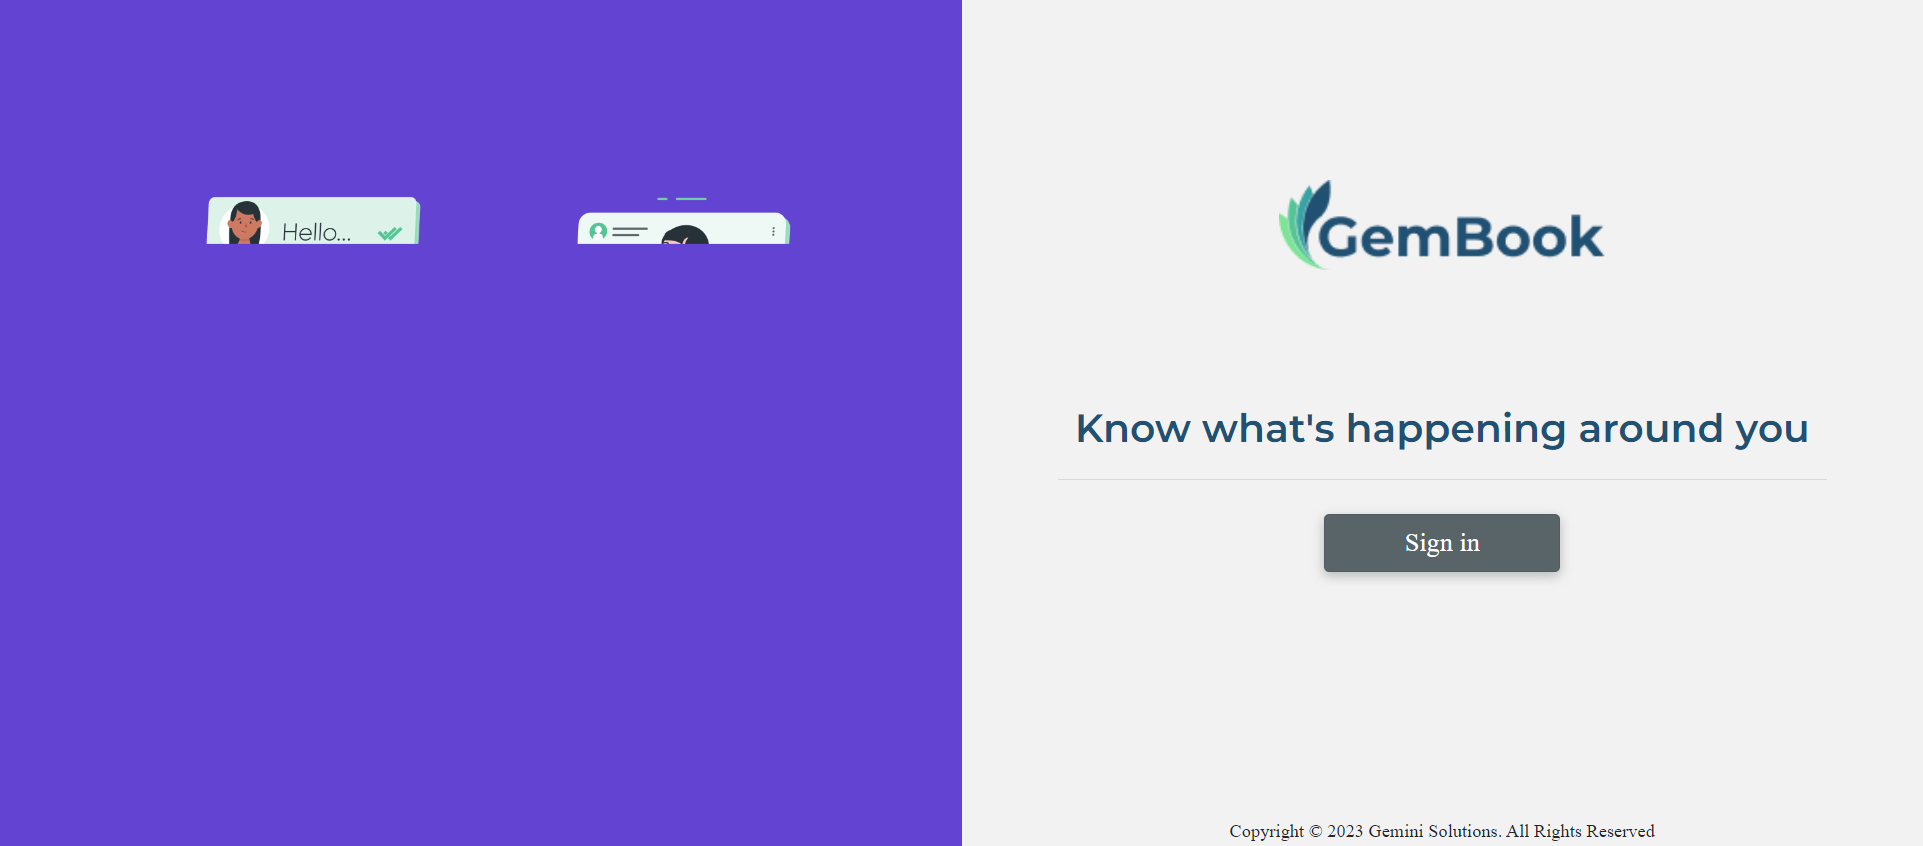 Hello...
GemBook
Know what's happening around you
Sign in
Copyright © 2023 Gemini Solutions. All Rights Reserved